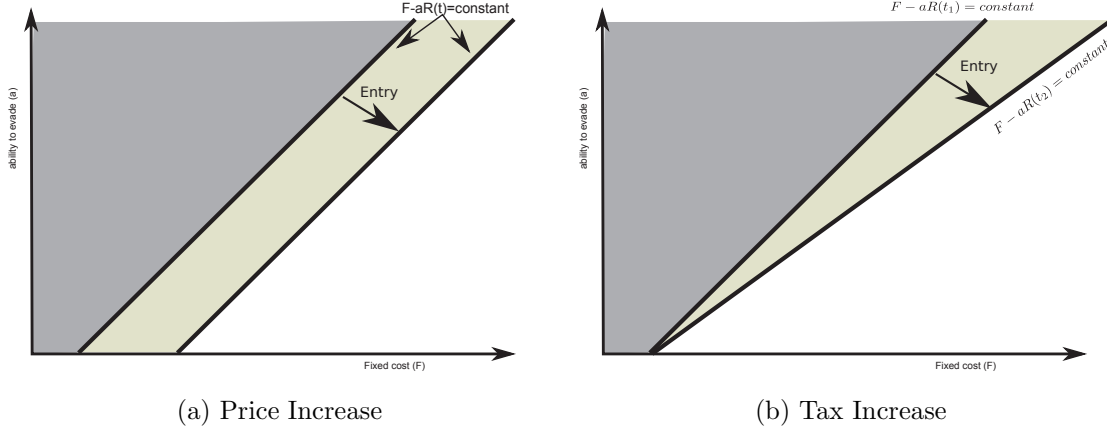 F-aR(t)=constant
Entry
ability to evade (a)
Fixed cost (F)
(a) Price Increase
F − aR(t₁) = constant
Entry
F − aR(t₂) = constant
ability to evade (a)
Fixed cost (F)
(b) Tax Increase